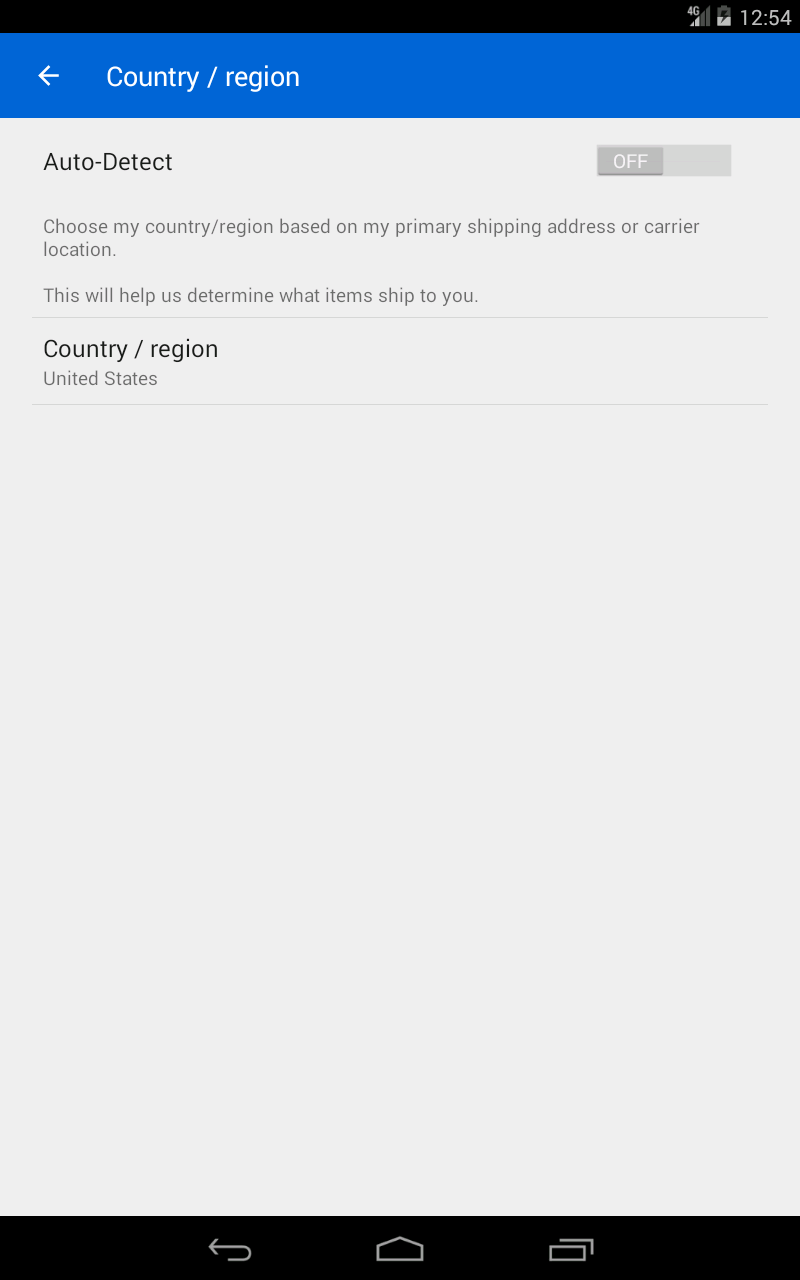 4G 12:54
Country / region
Auto-Detect OFF
Choose my country/region based on my primary shipping address or carrier
location.
This will help us determine what items ship to you.
Country / region
United States